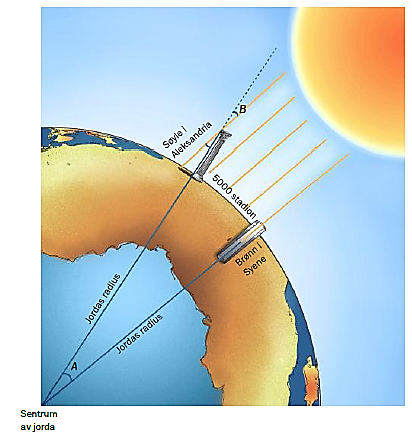 B
Søyle i
Aleksandria
5000 stadion
Brønn i
Syene
Jordas radius
Jordas radius
A
Sentrum
av jorda